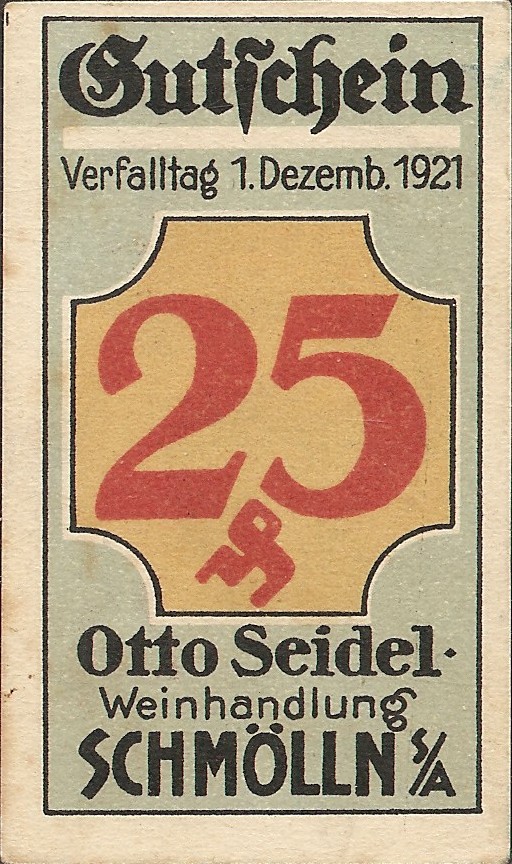 Gutschein
Verfalltag 1. Dezemb. 1921
25
₰
Otto Seidel·
Weinhandlung
SCHMÖLLN S/A